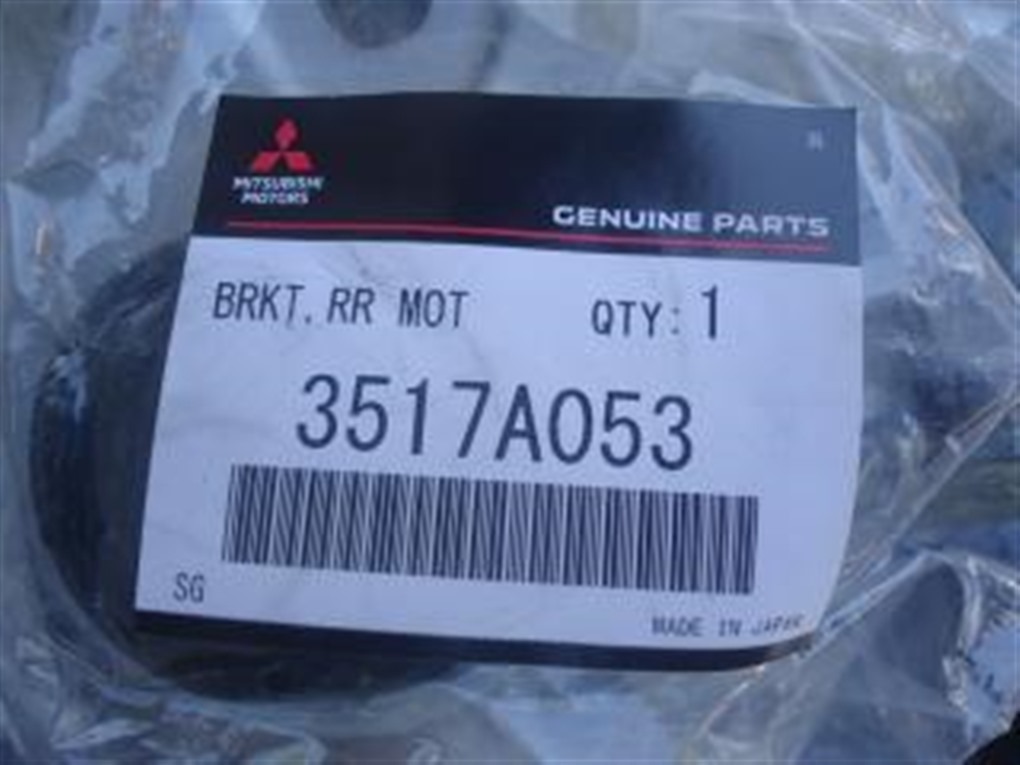 MITSUBISHI
MOTORS
GENUINE PARTS
BRKT, RR MOT QTY: 1
3517A053
SG
MADE IN JAPAN